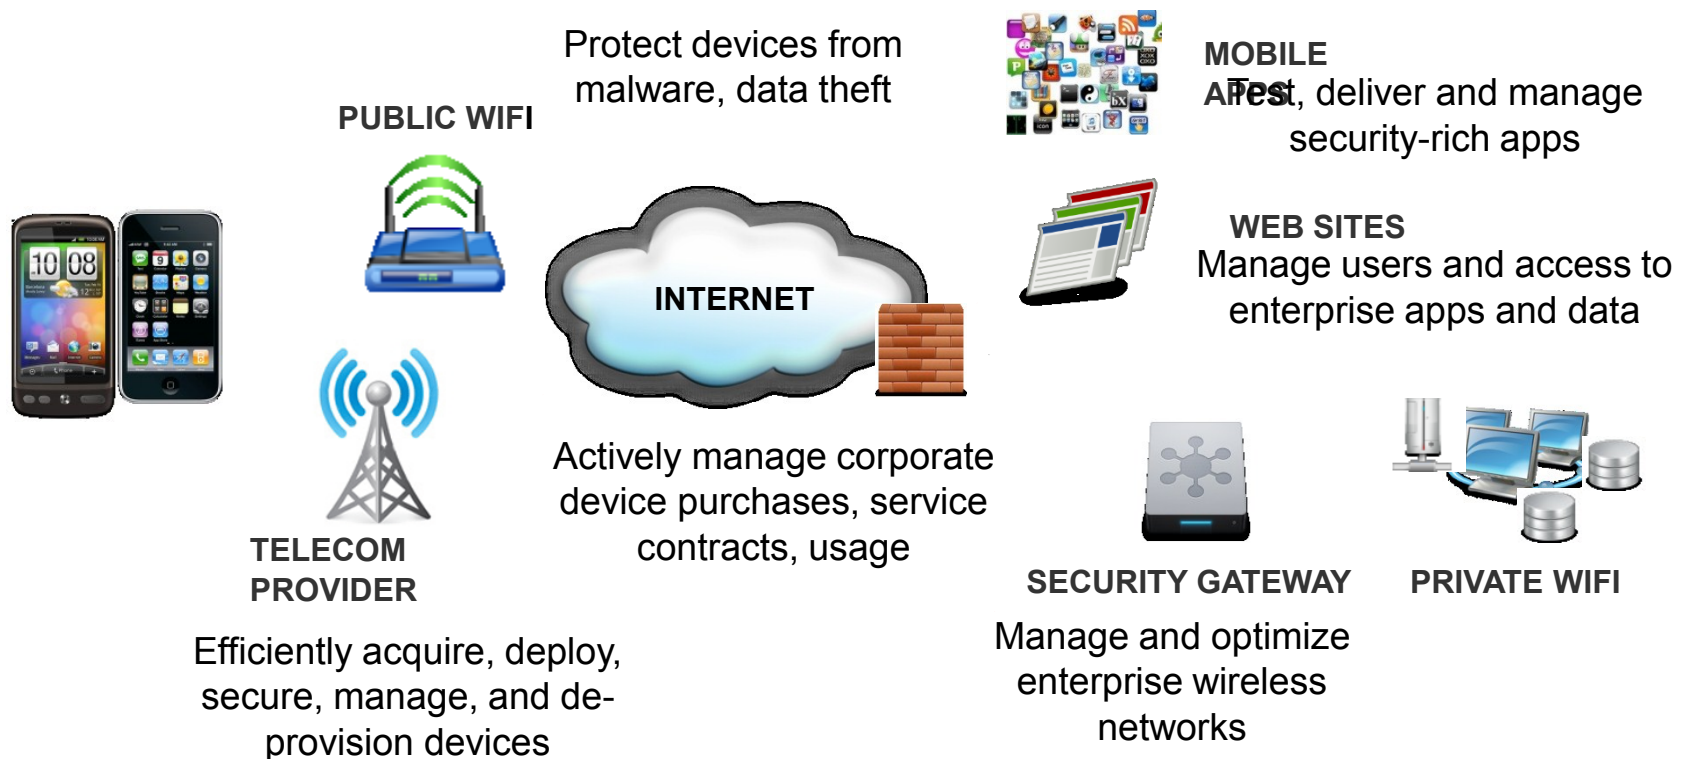 Protect devices from
malware, data theft
MOBILE
APPS
Test, deliver and manage
security-rich apps
PUBLIC WIFI
10 08
INTERNET
WEB SITES
Manage users and access to
enterprise apps and data
Actively manage corporate
device purchases, service
contracts, usage
TELECOM
PROVIDER
Efficiently acquire, deploy,
secure, manage, and de-
provision devices
SECURITY GATEWAY
PRIVATE WIFI
Manage and optimize
enterprise wireless
networks